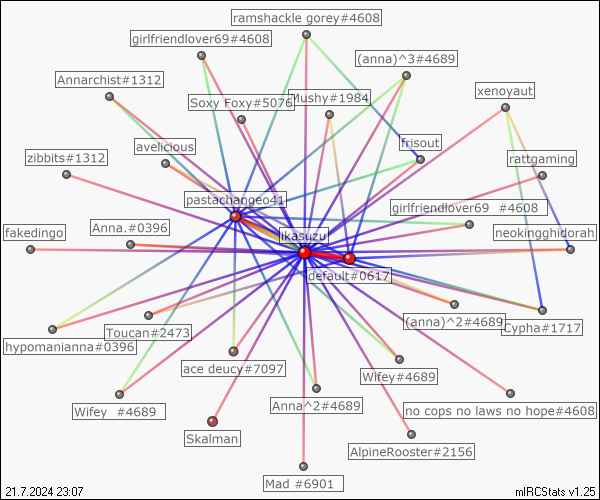 ramshackle gorey#4608
girlfriendlover69#4608
(anna)^3#4689
Annarchist#1312
xenoyaut
Soxy Foxy#5076
Mushy#1984
avelicious
frisout
zibbits#1312
rattgaming
pastachangeo41
girlfriendlover69 #4608
fakedingo
Anna.#0396
likasuzu
neokingghidorah
default#0617
Toucan#2473
(anna)^2#4689
Cypha#1717
hypomanianna#0396
ace deucy#7097
Wifey#4689
Wifey #4689
Anna^2#4689
no cops no laws no hope#4608
Skalman
AlpineRooster#2156
Mad #6901
21.7.2024 23:07
mIRCStats v1.25